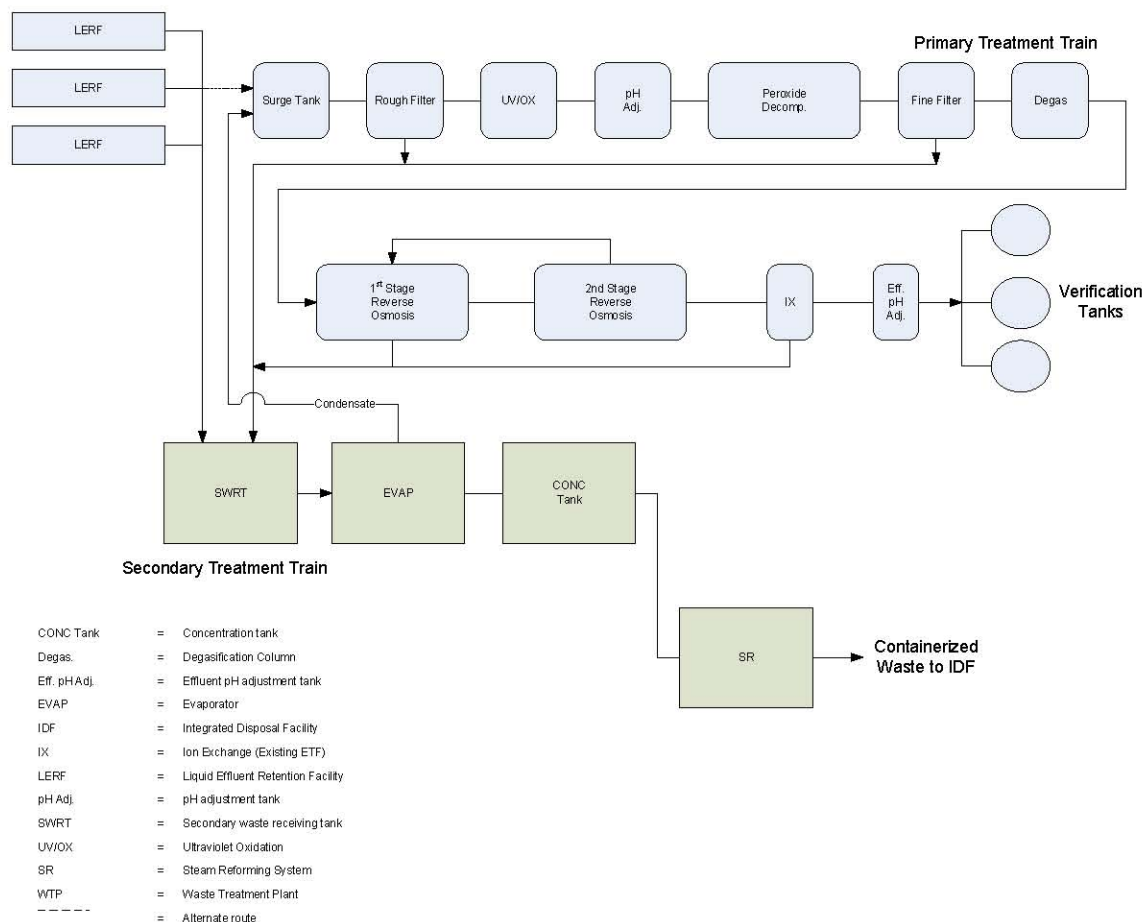 LERF
LERF
LERF
Primary Treatment Train
Surge Tank
Rough Filter
UV/OX
pH
Adj.
Peroxide
Decomp.
Fine Filter
Degas
1st Stage
Reverse
Osmosis
2nd Stage
Reverse
Osmosis
IX
Eff.
pH
Adj.
Verification
Tanks
Condensate
SWRT
EVAP
CONC
Tank
Secondary Treatment Train
SR
Containerized
Waste to IDF
CONC Tank = Concentration tank
Degas. = Degasification Column
Eff. pH Adj. = Effluent pH adjustment tank
EVAP = Evaporator
IDF = Integrated Disposal Facility
IX = Ion Exchange (Existing ETF)
LERF = Liquid Effluent Retention Facility
pH Adj. = pH adjustment tank
SWRT = Secondary waste receiving tank
UV/OX = Ultraviolet Oxidation
SR = Steam Reforming System
WTP = Waste Treatment Plant
= Alternate route